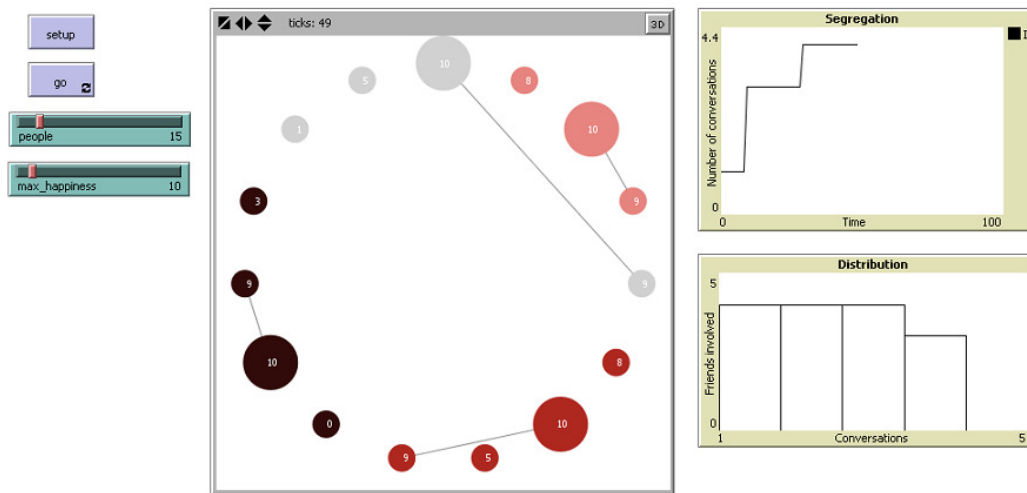 setup
go
people 15
max_happiness 10
ticks: 49
3D
10
5
8
10
1
3
9
9
9
10
8
10
0
9
5
Segregation
4.4
Number of conversations
0
0
Time
100
Distribution
5
Friends involved
0
1
Conversations
5